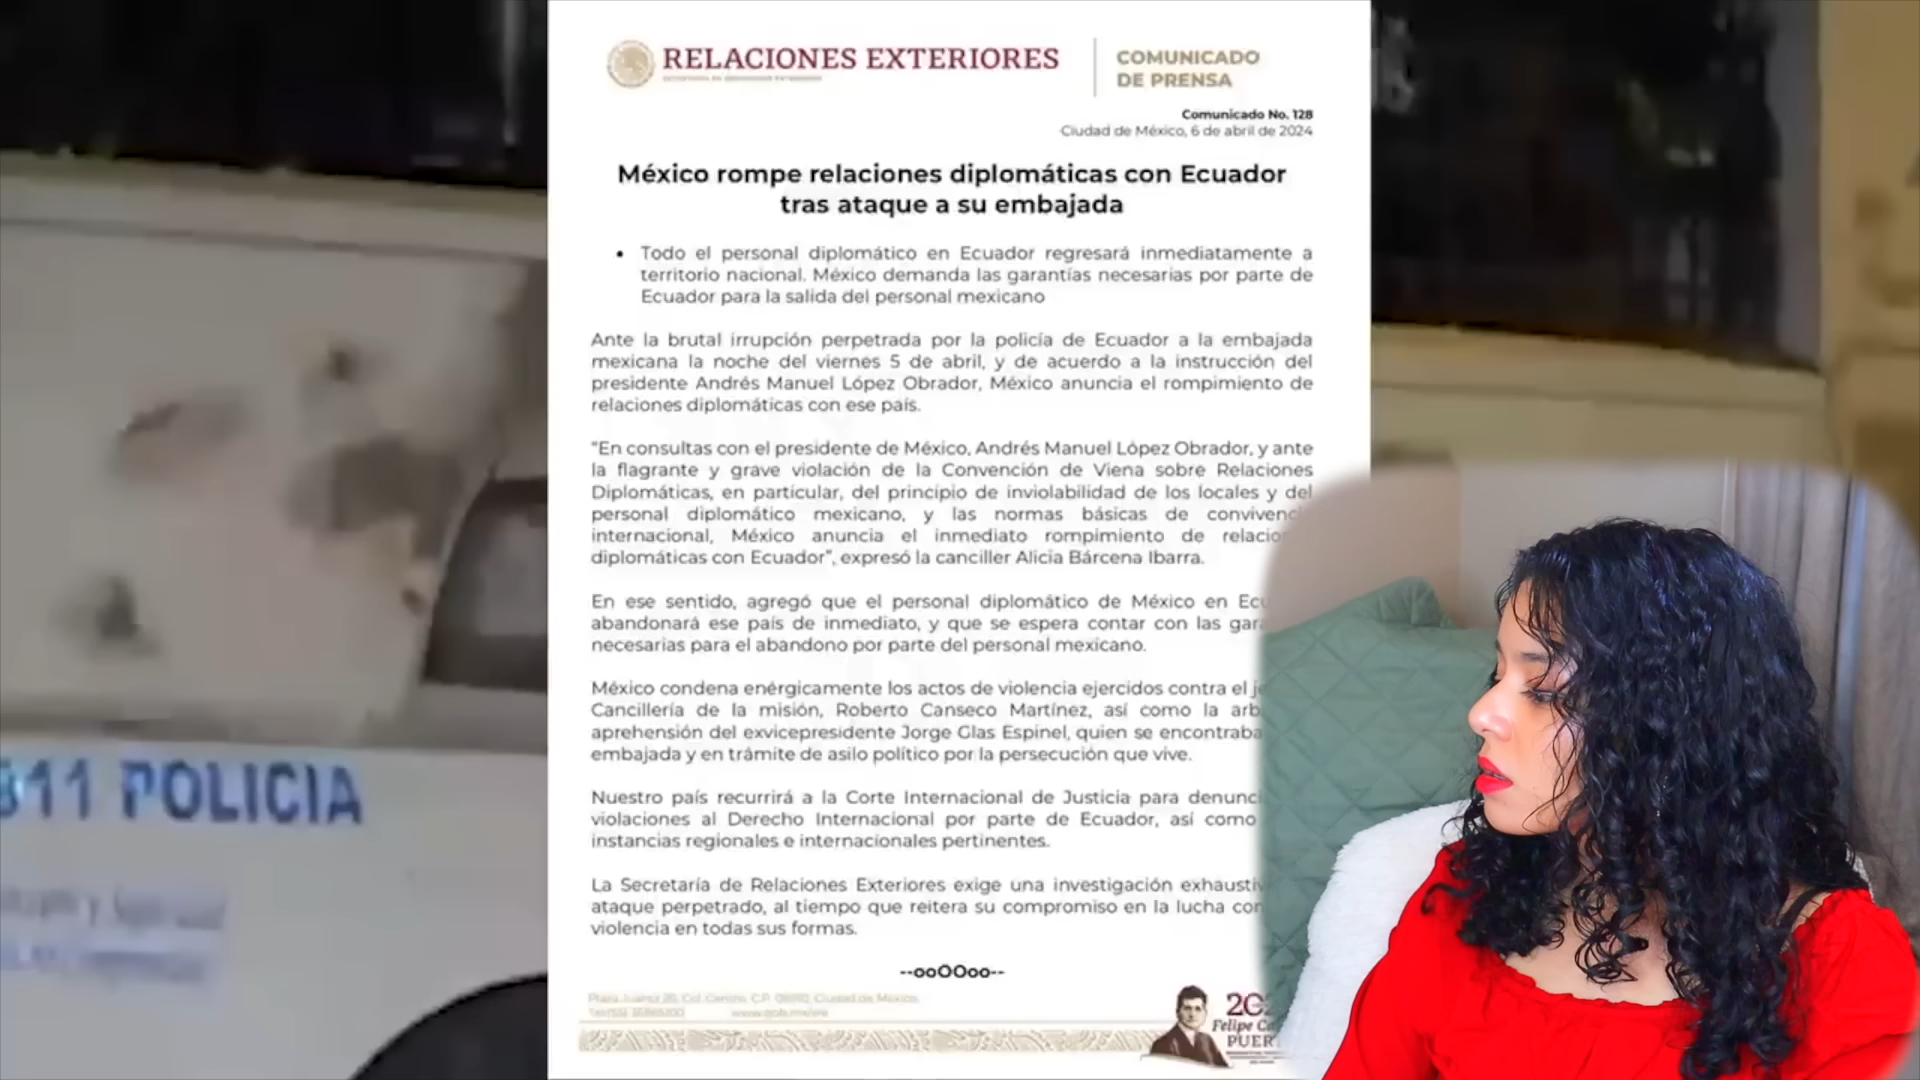 RELACIONES EXTERIORES
COMUNICADO
DE PRENSA
Comunicado No. 128
Ciudad de México, 6 de abril de 2024
México rompe relaciones diplomáticas con Ecuador
tras ataque a su embajada
• Todo el personal diplomático en Ecuador regresará inmediatamente a
territorio nacional. México demanda las garantías necesarias por parte de
Ecuador para la salida del personal mexicano
Ante la brutal irrupción perpetrada por la policía de Ecuador a la embajada
mexicana la noche del viernes 5 de abril, y de acuerdo a la instrucción del
presidente Andrés Manuel López Obrador, México anuncia el rompimiento de
relaciones diplomáticas con ese país.
“En consultas con el presidente de México, Andrés Manuel López Obrador, y ante
la flagrante y grave violación de la Convención de Viena sobre Relaciones
Diplomáticas, en particular, del principio de inviolabilidad de los locales y del
personal diplomático mexicano, y las normas básicas de
internacional, México anuncia el inmediato rompimiento de
diplomáticas con Ecuador”, expresó la canciller Alicia Bárcena Ibarra.
En ese sentido, agregó que el personal diplomático de México en
abandonará ese país de inmediato, y que se espera contar con las
necesarias para el abandono por parte del personal mexicano.
México condena enérgicamente los actos de violencia ejercidos contra el
Cancillería de la misión, Roberto Canseco Martínez, así como la
aprehensión del exvicepresidente Jorge Glas Espinel, quien se encontraba
embajada y en trámite de asilo político por la persecución que vive.
Nuestro país recurrirá a la Corte Internacional de Justicia para
violaciones al Derecho Internacional por parte de Ecuador, así como
instancias regionales e internacionales pertinentes.
La Secretaría de Relaciones Exteriores exige una investigación
ataque perpetrado, al tiempo que reitera su compromiso en la lucha
violencia en todas sus formas.
--ooOOoo--
Plaza Juárez 20, Col. Centro, C.P. 06010, Ciudad de México.
Felipe
911 POLICIA